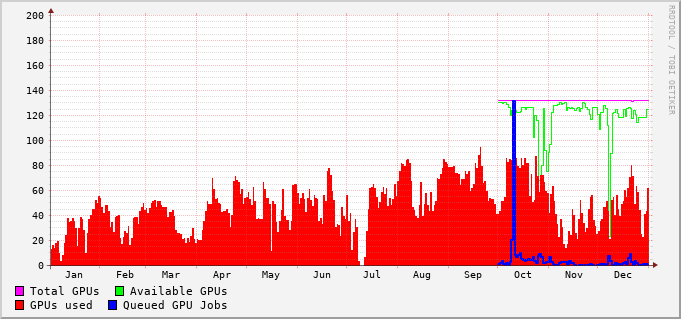 200
180
160
140
120
100
80
60
40
20
0
Jan Feb Mar Apr May Jun Jul Aug Sep Oct Nov Dec
Total GPUs Available GPUs
GPUs used Queued GPU Jobs
RRDTOOL / TOBI OETIKER